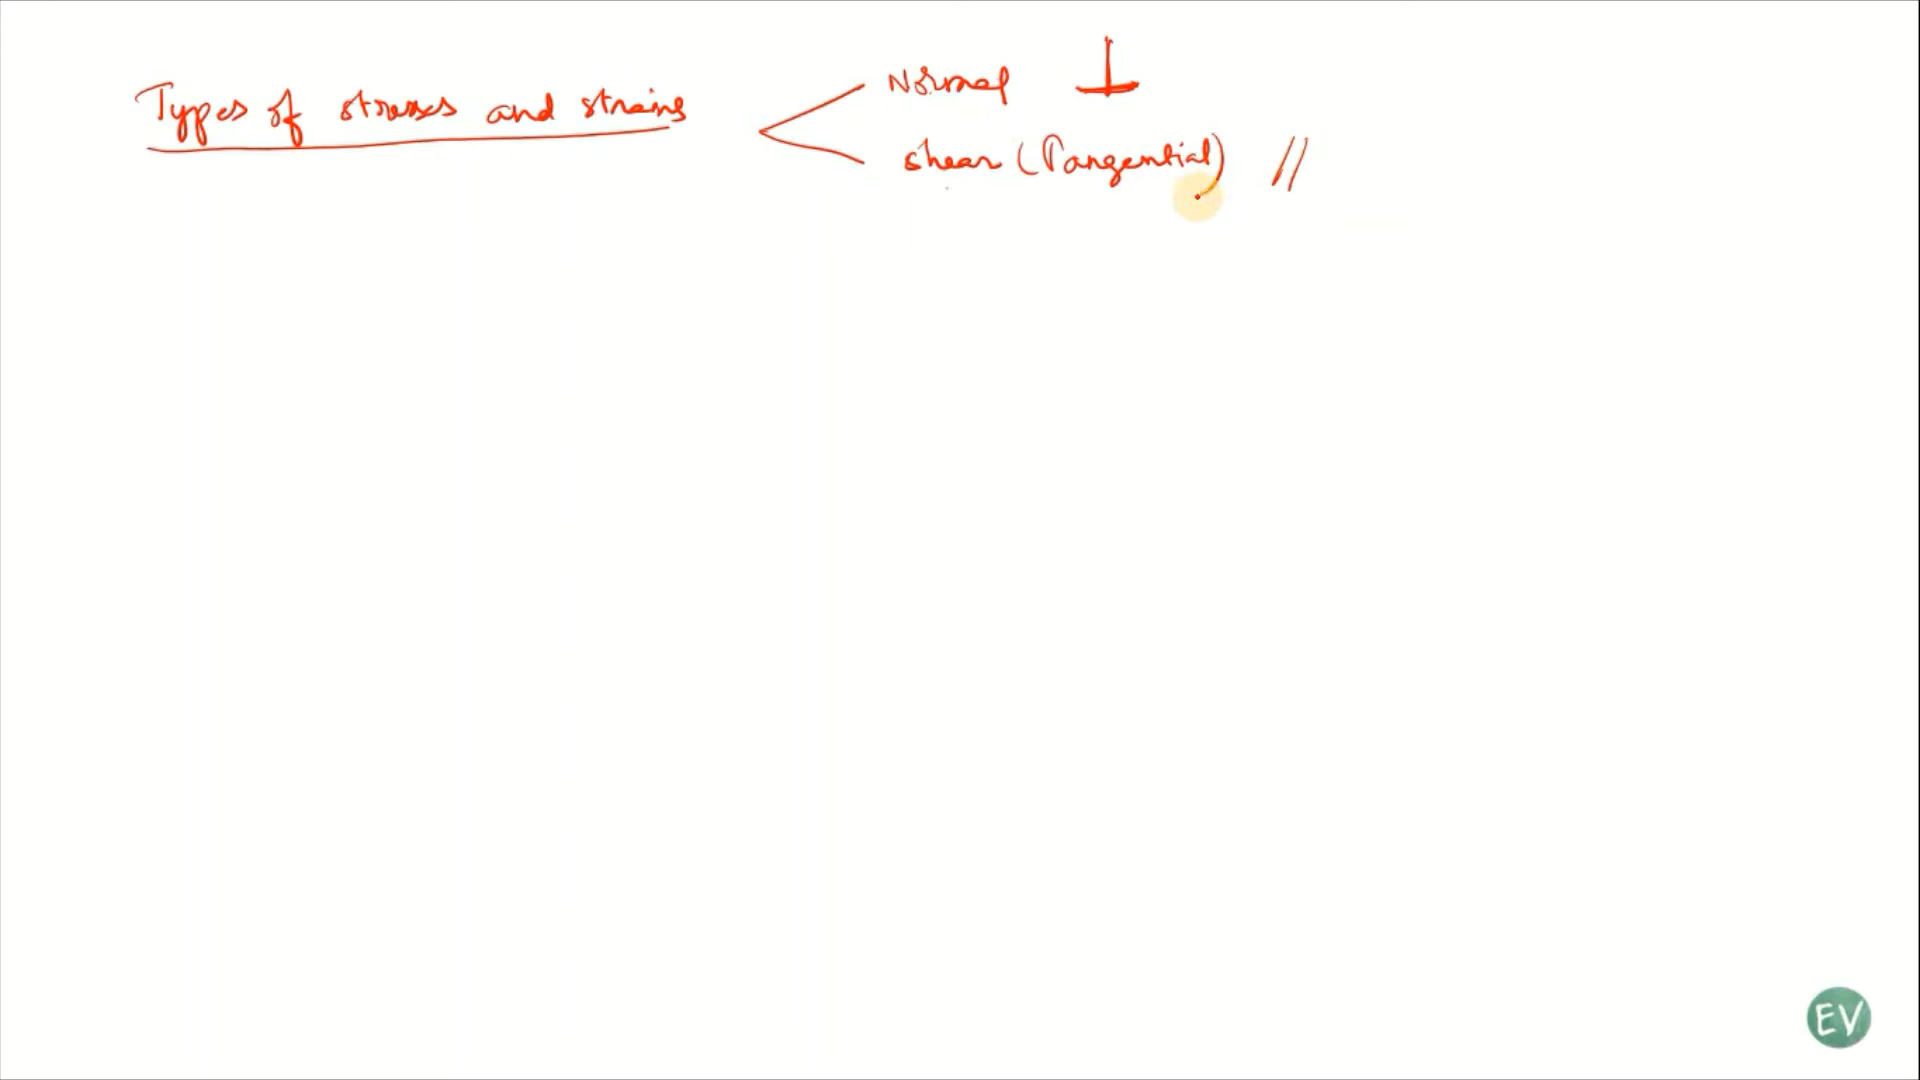 Types of stresses and strains
Normal ⊥
shear (Tangential) //
EV